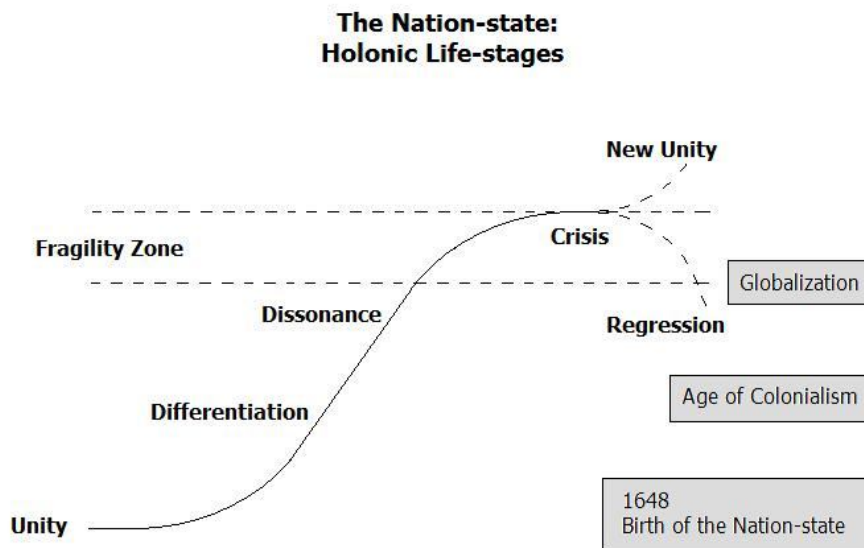 The Nation-state:
Holonic Life-stages
New Unity
Fragility Zone
Crisis
Globalization
Dissonance
Regression
Age of Colonialism
Differentiation
1648
Birth of the Nation-state
Unity